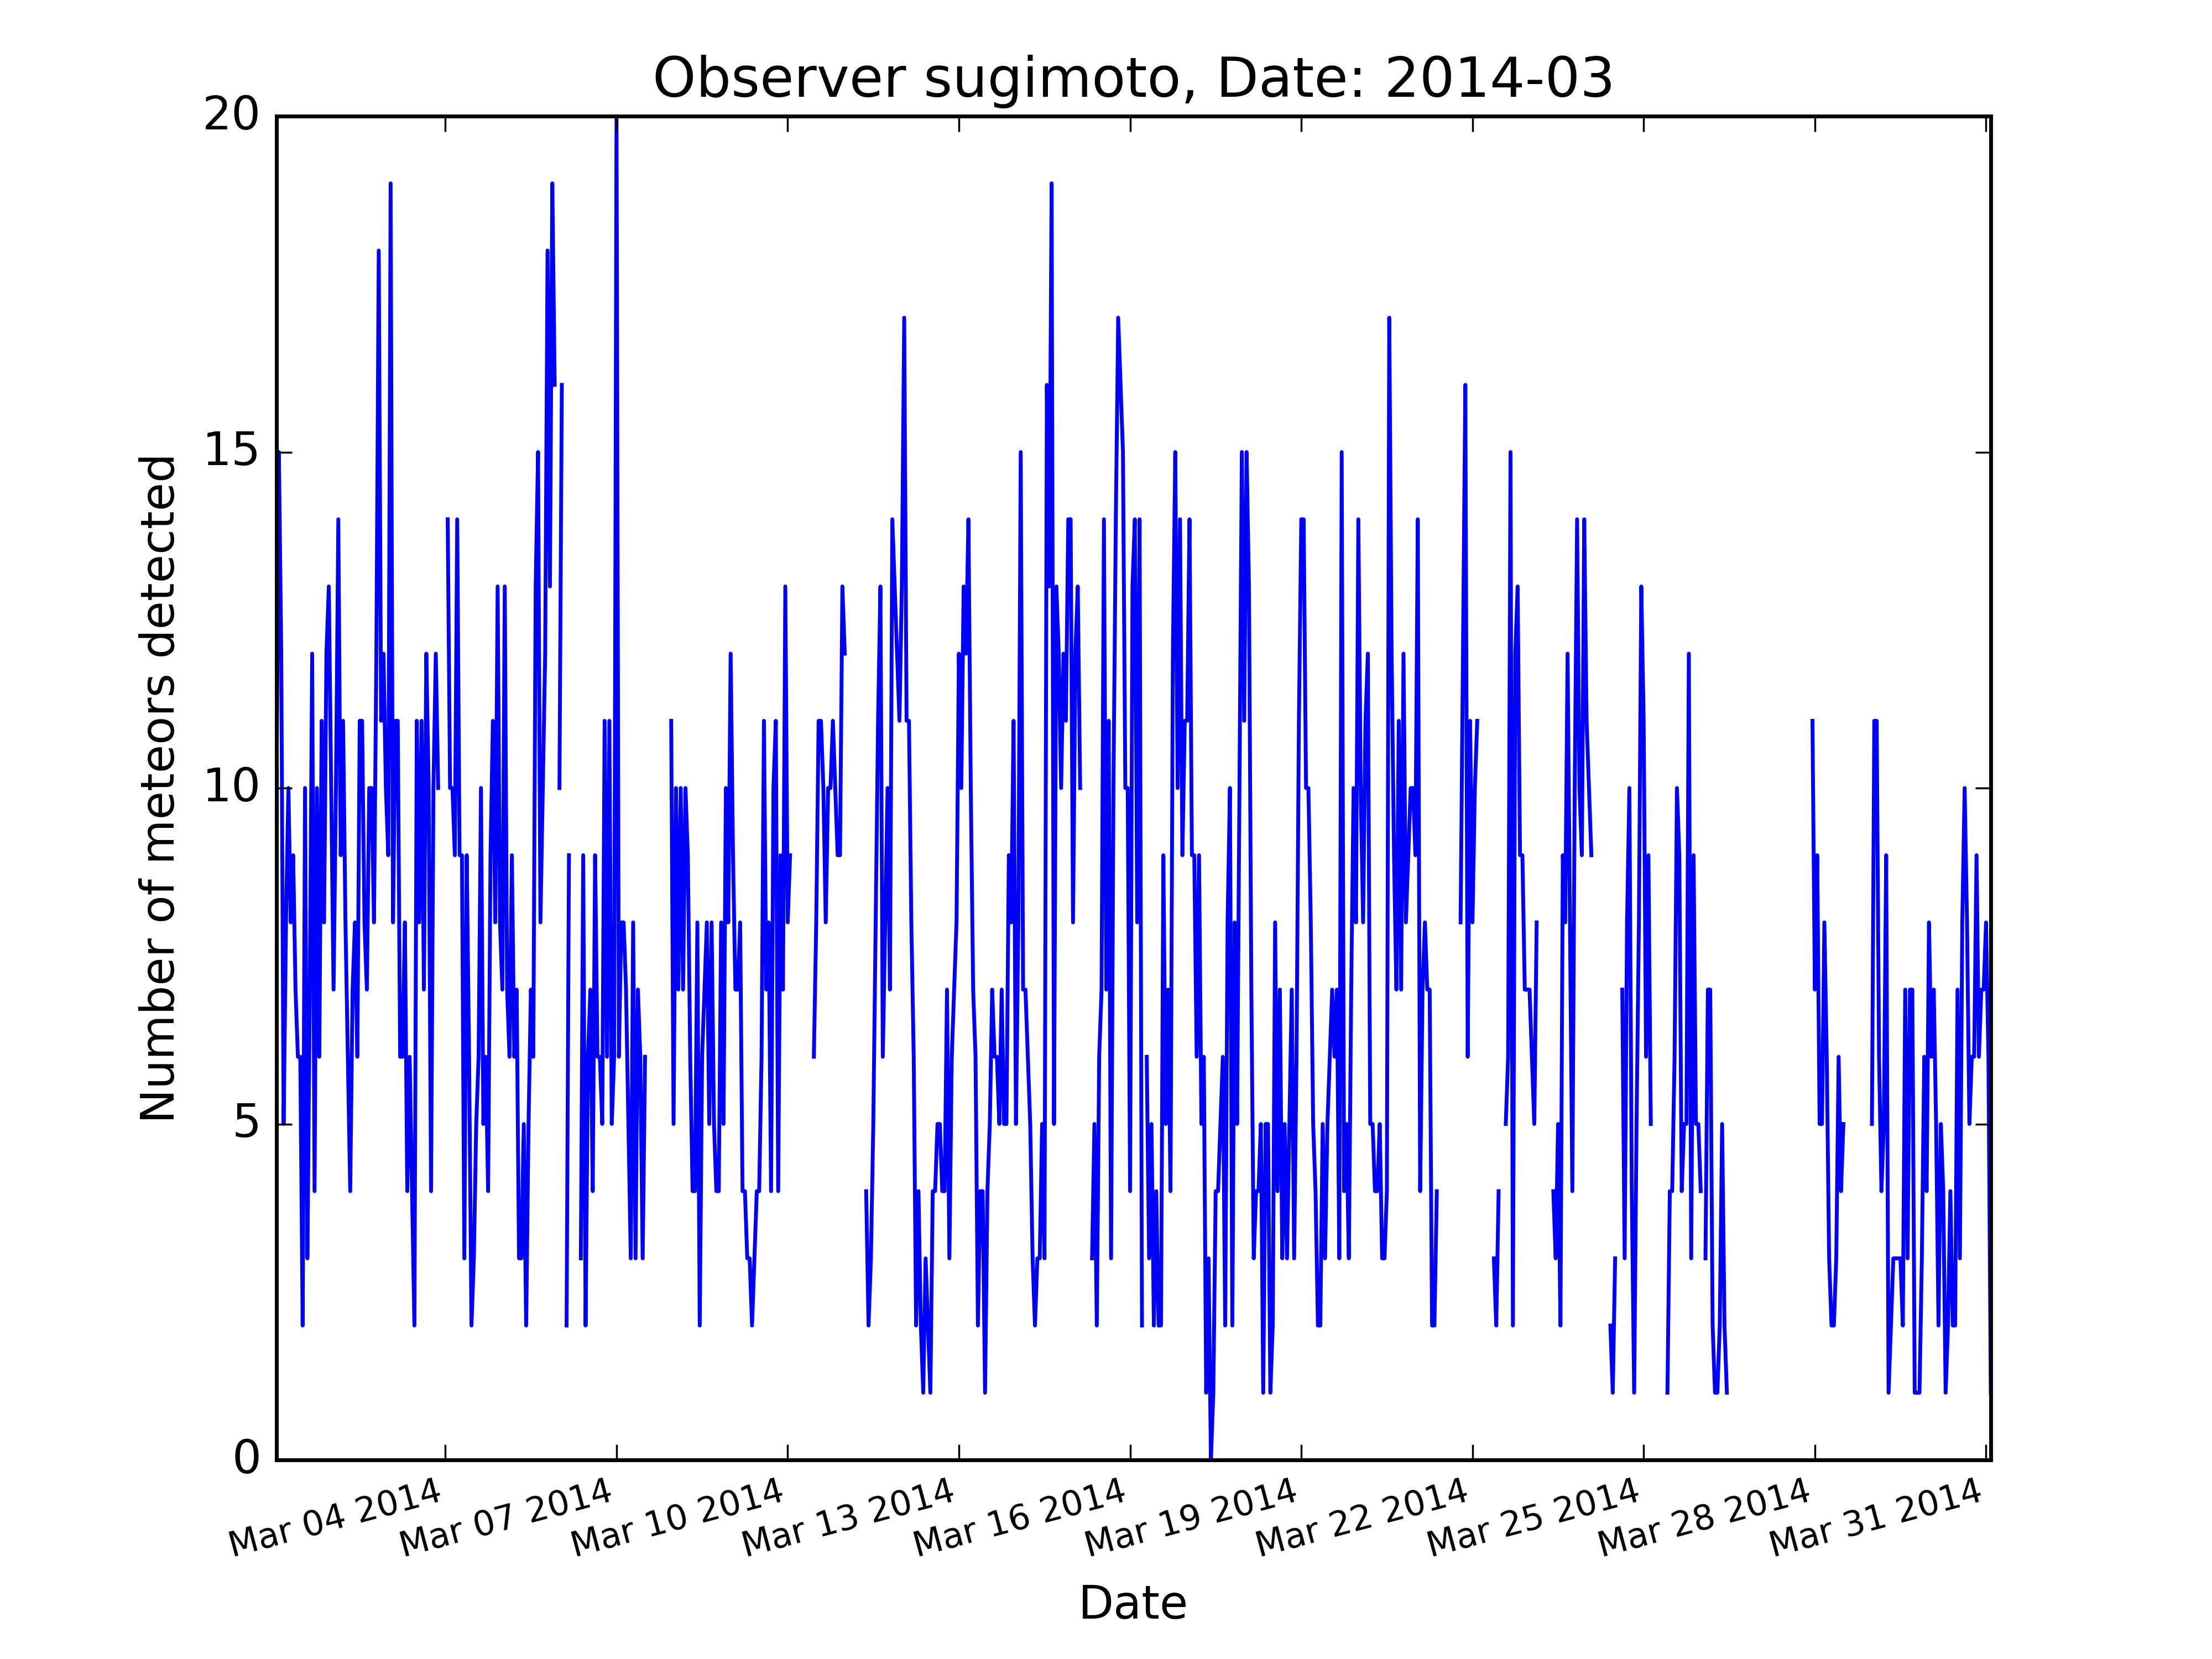 Observer sugimoto, Date: 2014-03
Number of meteors detected
20
15
10
5
0
Mar 04 2014
Mar 07 2014
Mar 10 2014
Mar 13 2014
Mar 16 2014
Mar 19 2014
Mar 22 2014
Mar 25 2014
Mar 28 2014
Mar 31 2014
Date